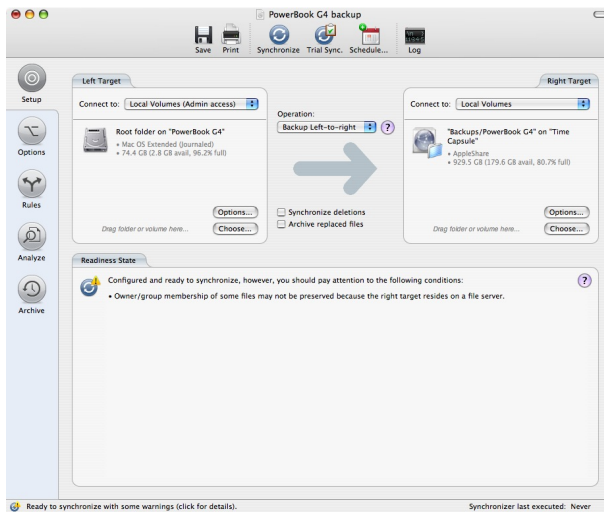 PowerBook G4 backup
Save Print Synchronize Trial Sync. Schedule... Log
Setup
Options
Rules
Analyze
Archive
Left Target
Connect to: Local Volumes (Admin access)
Root folder on "PowerBook G4"
• Mac OS Extended (Journaled)
• 74.4 GB (2.8 GB avail, 96.2% full)
Options...
Drag folder or volume here...
Choose...
Operation:
Backup Left-to-right ?
Synchronize deletions
Archive replaced files
Right Target
Connect to: Local Volumes
"Backups/PowerBook G4" on "Time
Capsule"
• AppleShare
• 929.5 GB (179.6 GB avail, 80.7% full)
Options...
Drag folder or volume here...
Choose...
Readiness State
Configured and ready to synchronize, however, you should pay attention to the following conditions: ?
• Owner/group membership of some files may not be preserved because the right target resides on a file server.
Ready to synchronize with some warnings (click for details).
Synchronizer last executed: Never